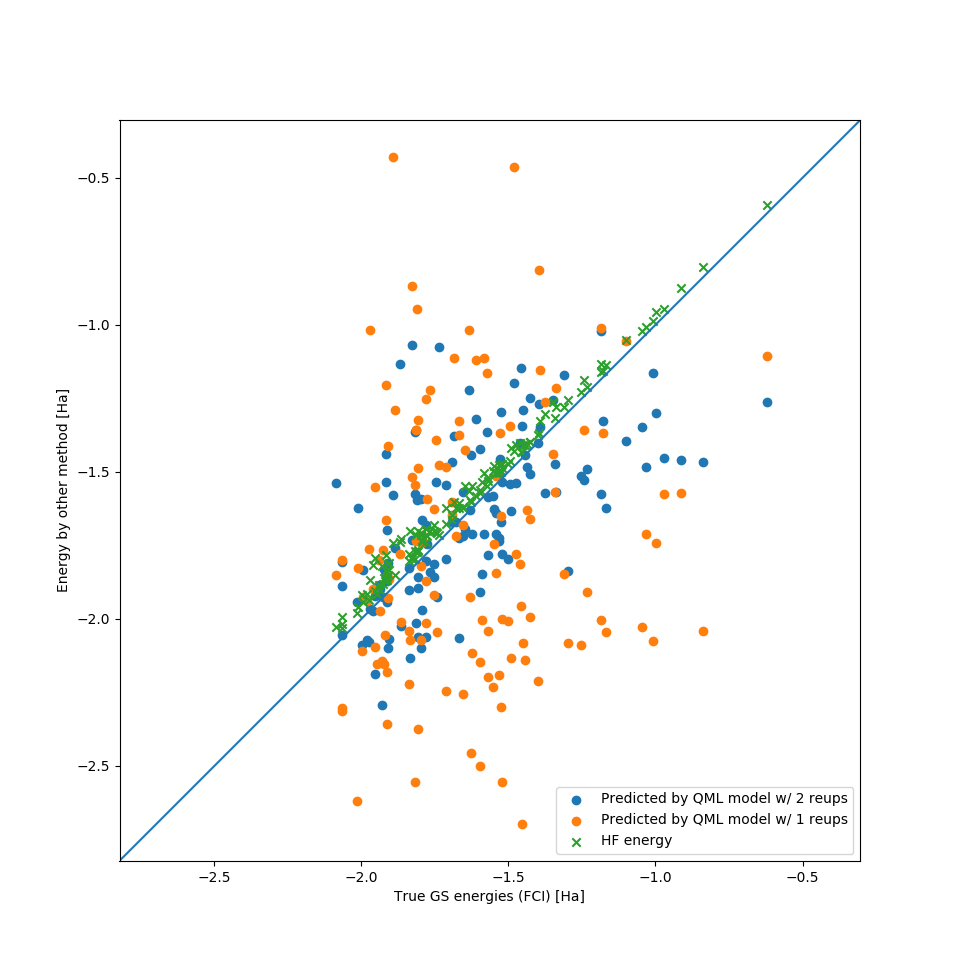 −0.5
−1.0
−1.5
−2.0
−2.5
Energy by other method [Ha]
Predicted by QML model w/ 2 reups
Predicted by QML model w/ 1 reups
HF energy
−2.5 −2.0 −1.5 −1.0 −0.5
True GS energies (FCI) [Ha]